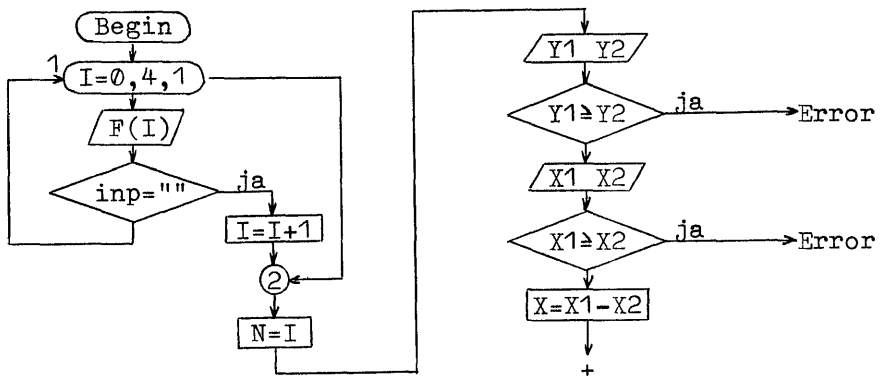 Begin
1
I=0,4,1
F(I)
inp=""
ja
I=I+1
2
N=I
Y1 Y2
Y1≥Y2
ja
Error
X1 X2
X1≥X2
ja
Error
X=X1-X2
+